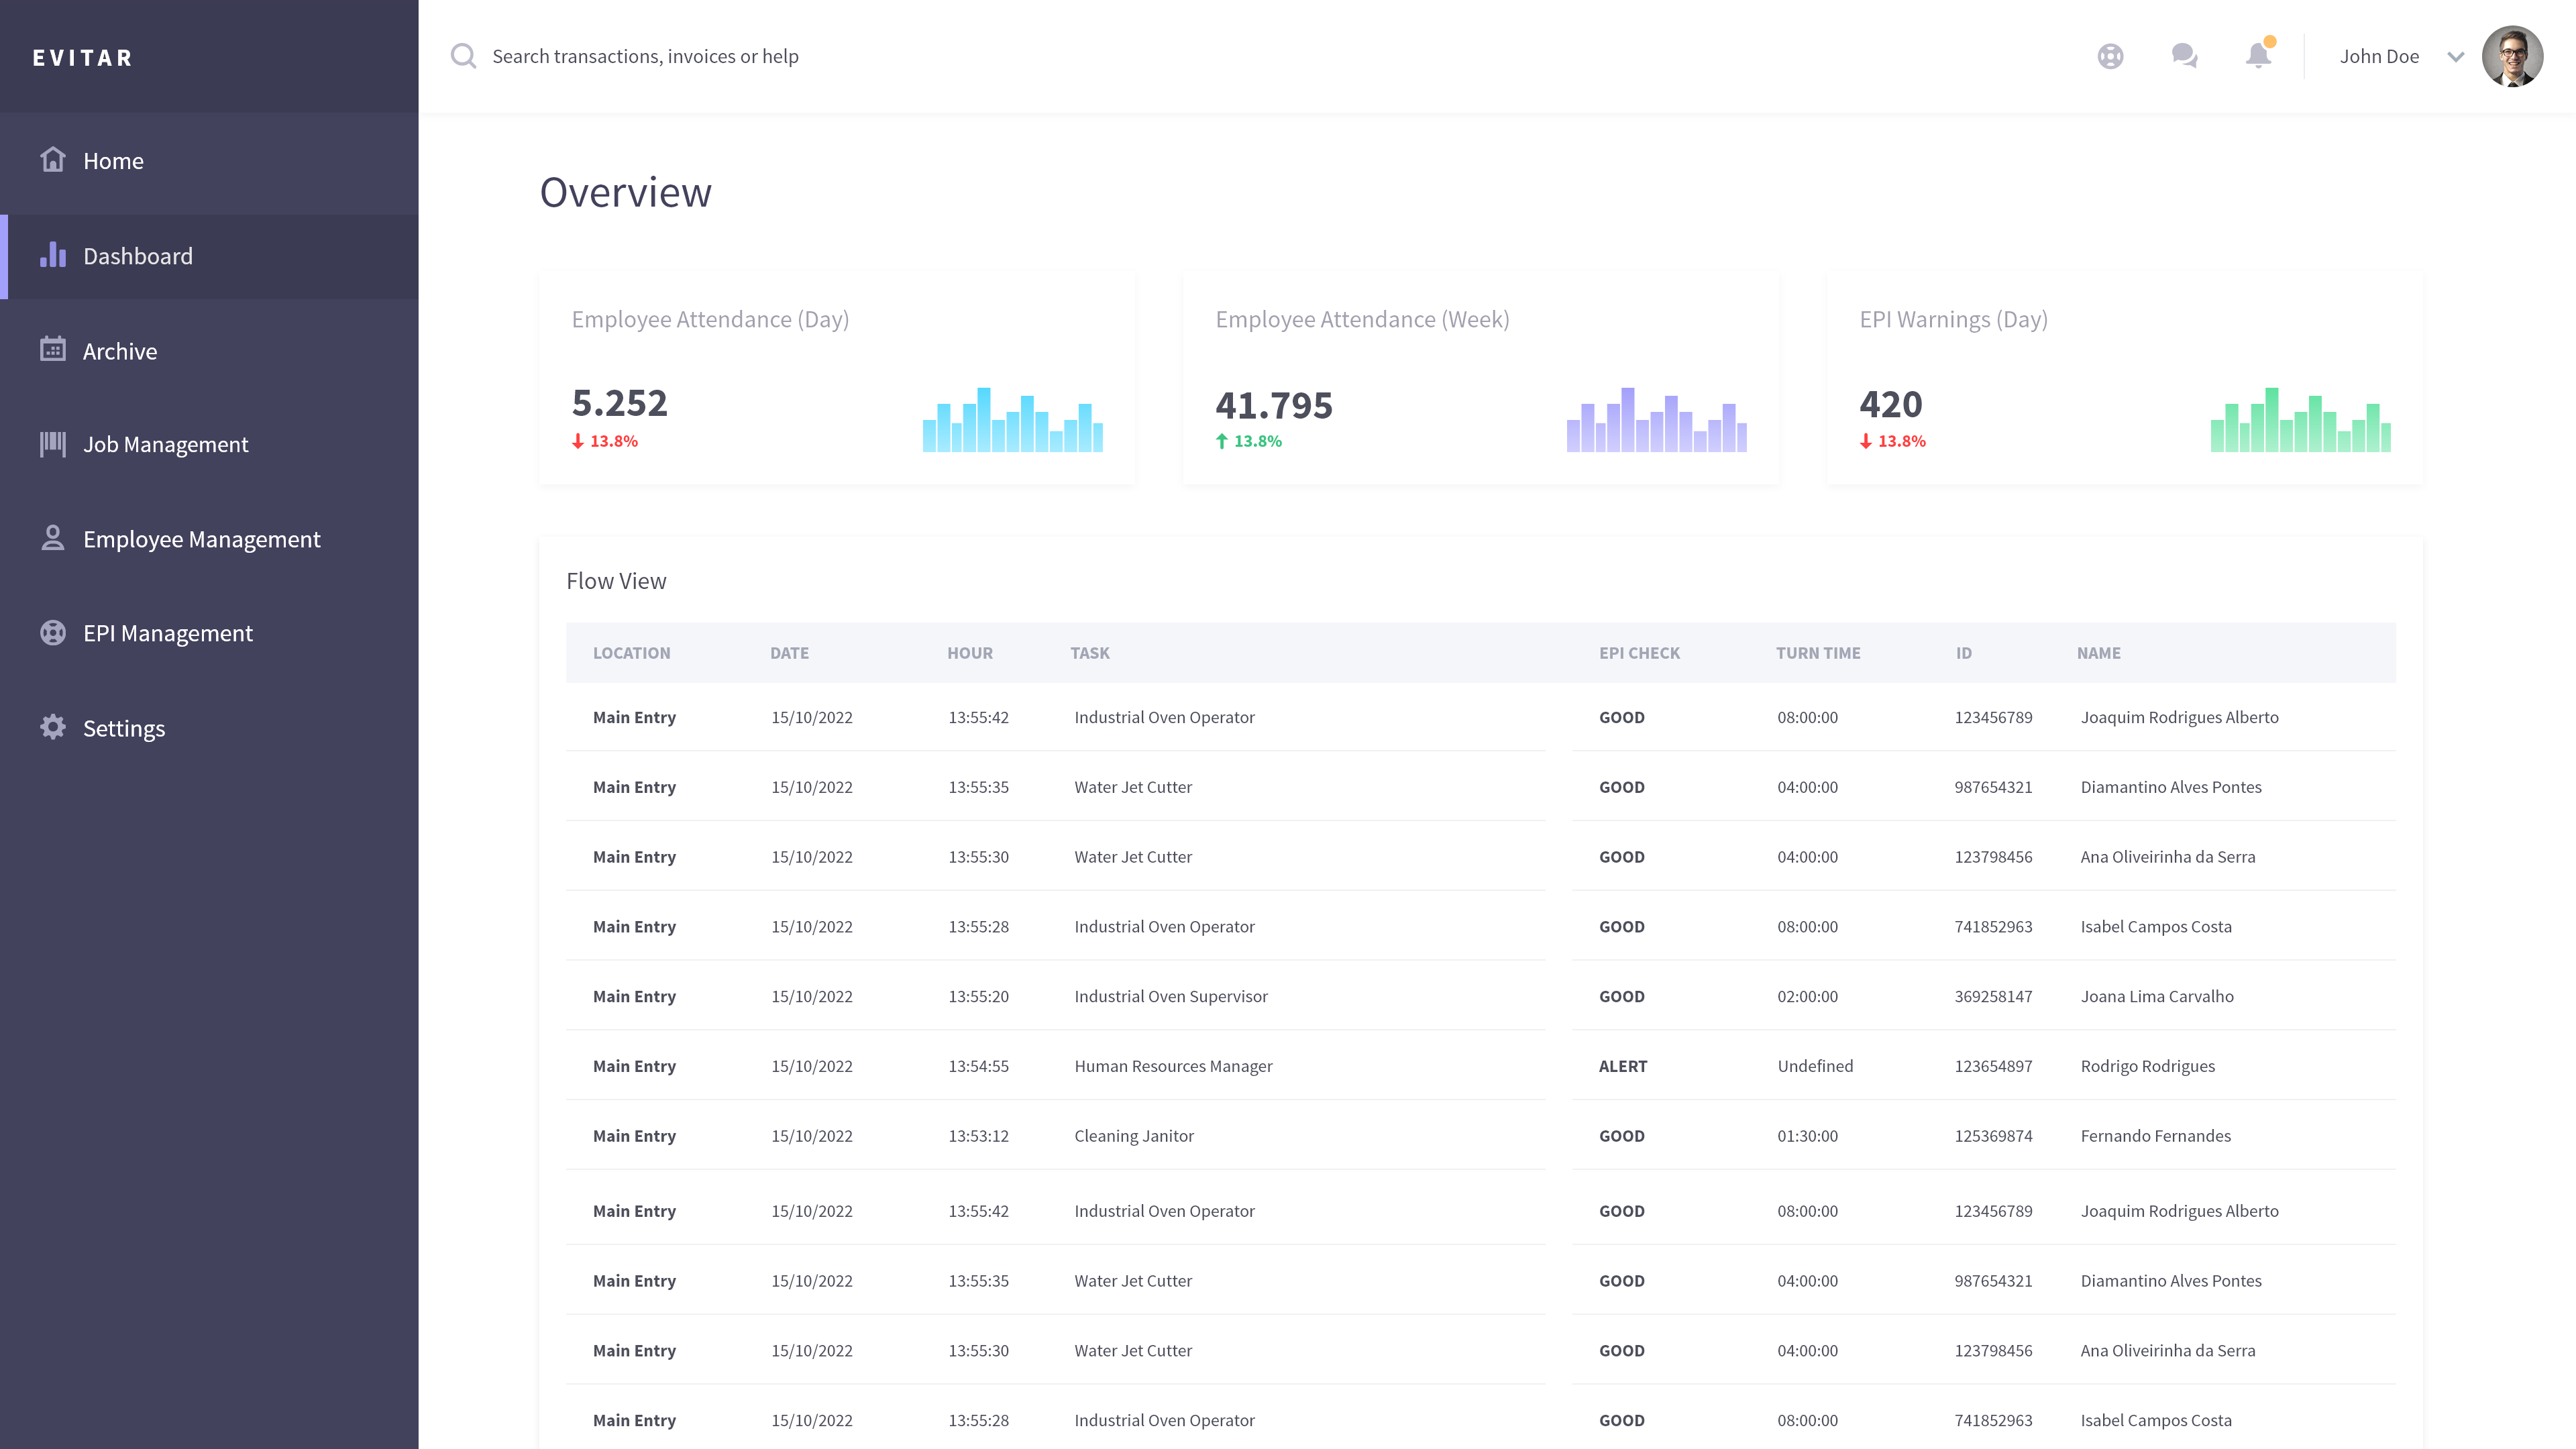 EVITAR
Search transactions, invoices or help
John Doe
Home
Dashboard
Archive
Job Management
Employee Management
EPI Management
Settings
Overview
Employee Attendance (Day)
5.252
13.8%
Employee Attendance (Week)
41.795
13.8%
EPI Warnings (Day)
420
13.8%
Flow View
LOCATION DATE HOUR TASK EPI CHECK TURN TIME ID NAME
Main Entry 15/10/2022 13:55:42 Industrial Oven Operator GOOD 08:00:00 123456789 Joaquim Rodrigues Alberto
Main Entry 15/10/2022 13:55:35 Water Jet Cutter GOOD 04:00:00 987654321 Diamantino Alves Pontes
Main Entry 15/10/2022 13:55:30 Water Jet Cutter GOOD 04:00:00 123798456 Ana Oliveirinha da Serra
Main Entry 15/10/2022 13:55:28 Industrial Oven Operator GOOD 08:00:00 741852963 Isabel Campos Costa
Main Entry 15/10/2022 13:55:20 Industrial Oven Supervisor GOOD 02:00:00 369258147 Joana Lima Carvalho
Main Entry 15/10/2022 13:54:55 Human Resources Manager ALERT Undefined 123654897 Rodrigo Rodrigues
Main Entry 15/10/2022 13:53:12 Cleaning Janitor GOOD 01:30:00 125369874 Fernando Fernandes
Main Entry 15/10/2022 13:55:42 Industrial Oven Operator GOOD 08:00:00 123456789 Joaquim Rodrigues Alberto
Main Entry 15/10/2022 13:55:35 Water Jet Cutter GOOD 04:00:00 987654321 Diamantino Alves Pontes
Main Entry 15/10/2022 13:55:30 Water Jet Cutter GOOD 04:00:00 123798456 Ana Oliveirinha da Serra
Main Entry 15/10/2022 13:55:28 Industrial Oven Operator GOOD 08:00:00 741852963 Isabel Campos Costa